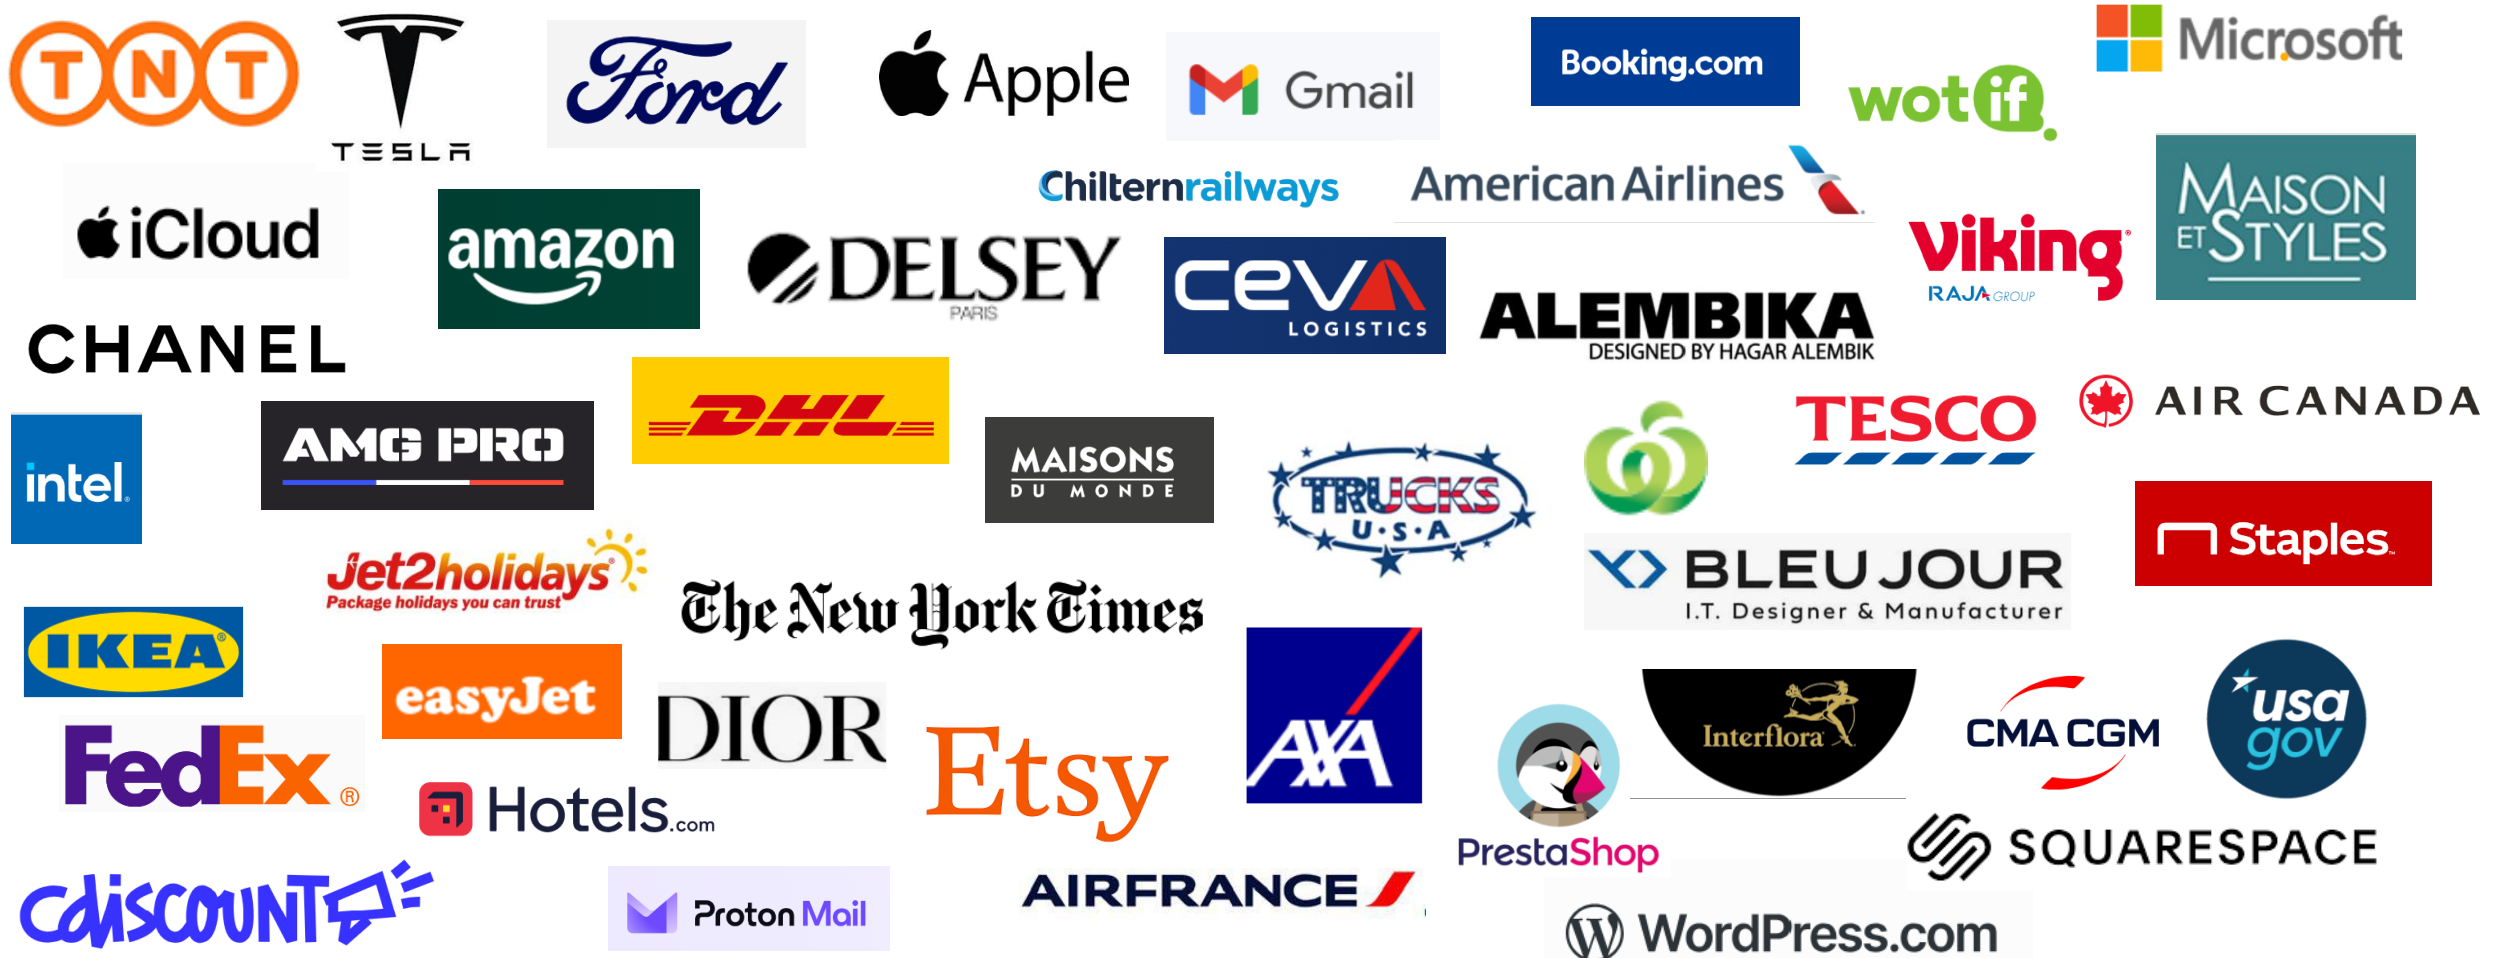 TNT
TESLA
Ford
Apple
Gmail
Booking.com
wotif.
Microsoft
iCloud
amazon
DELSEY
PARIS
Chilternrailways
American Airlines
CEVA
LOGISTICS
ALEMBIKA
DESIGNED BY HAGAR ALEMBIK
Viking®
RAJA GROUP
MAISON
ET STYLES
CHANEL
intel®
AMG PRO
DHL
MAISONS
DU MONDE
TRUCKS
U·S·A
TESCO
AIR CANADA
Staples™
Jet2holidays®
Package holidays you can trust
The New York Times
BLEU JOUR
I.T. Designer & Manufacturer
IKEA®
easyJet
DIOR
AXA
Interflora
CMA CGM
usa
gov
FedEx®
Hotels.com
Etsy
PrestaShop
SQUARESPACE
cdiscount
Proton Mail
AIRFRANCE
WordPress.com